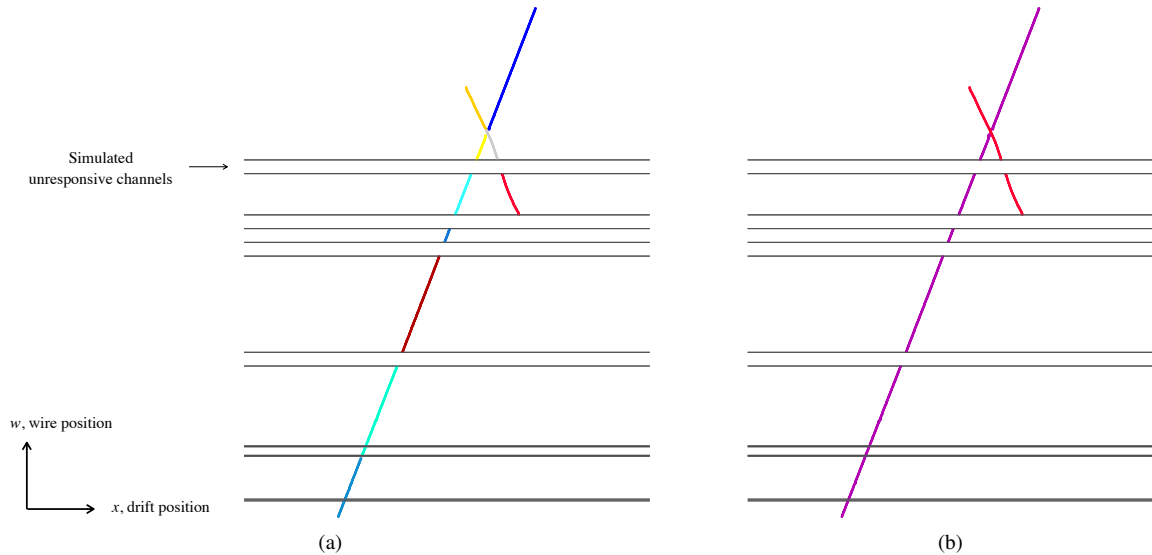 Simulated
unresponsive channels
w, wire position
x, drift position
(a)
(b)